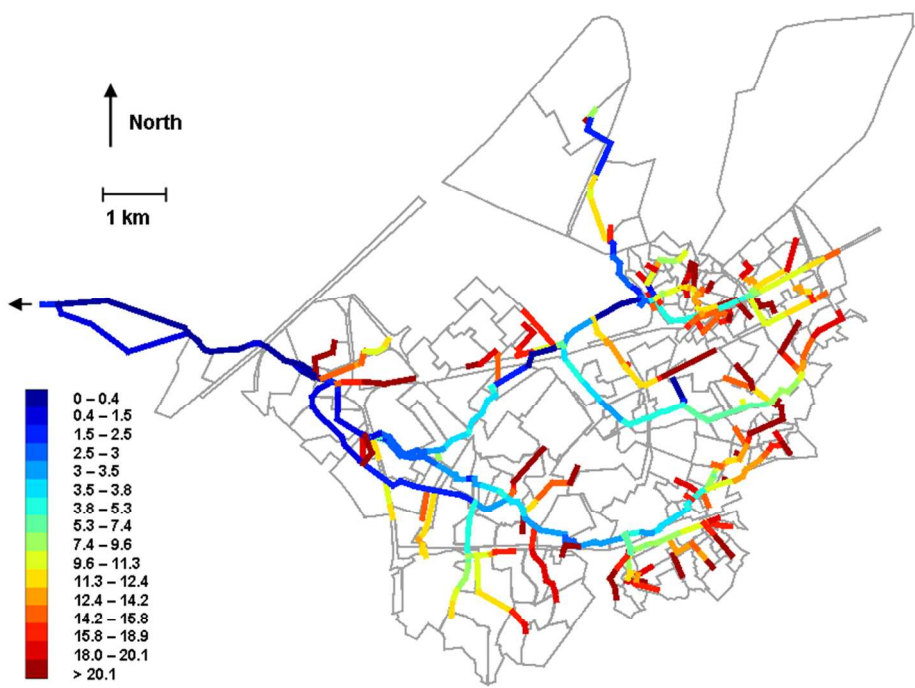 North
1 km
0 – 0.4
0.4 – 1.5
1.5 – 2.5
2.5 – 3
3 – 3.5
3.5 – 3.8
3.8 – 5.3
5.3 – 7.4
7.4 – 9.6
9.6 – 11.3
11.3 – 12.4
12.4 – 14.2
14.2 – 15.8
15.8 – 18.9
18.0 – 20.1
> 20.1